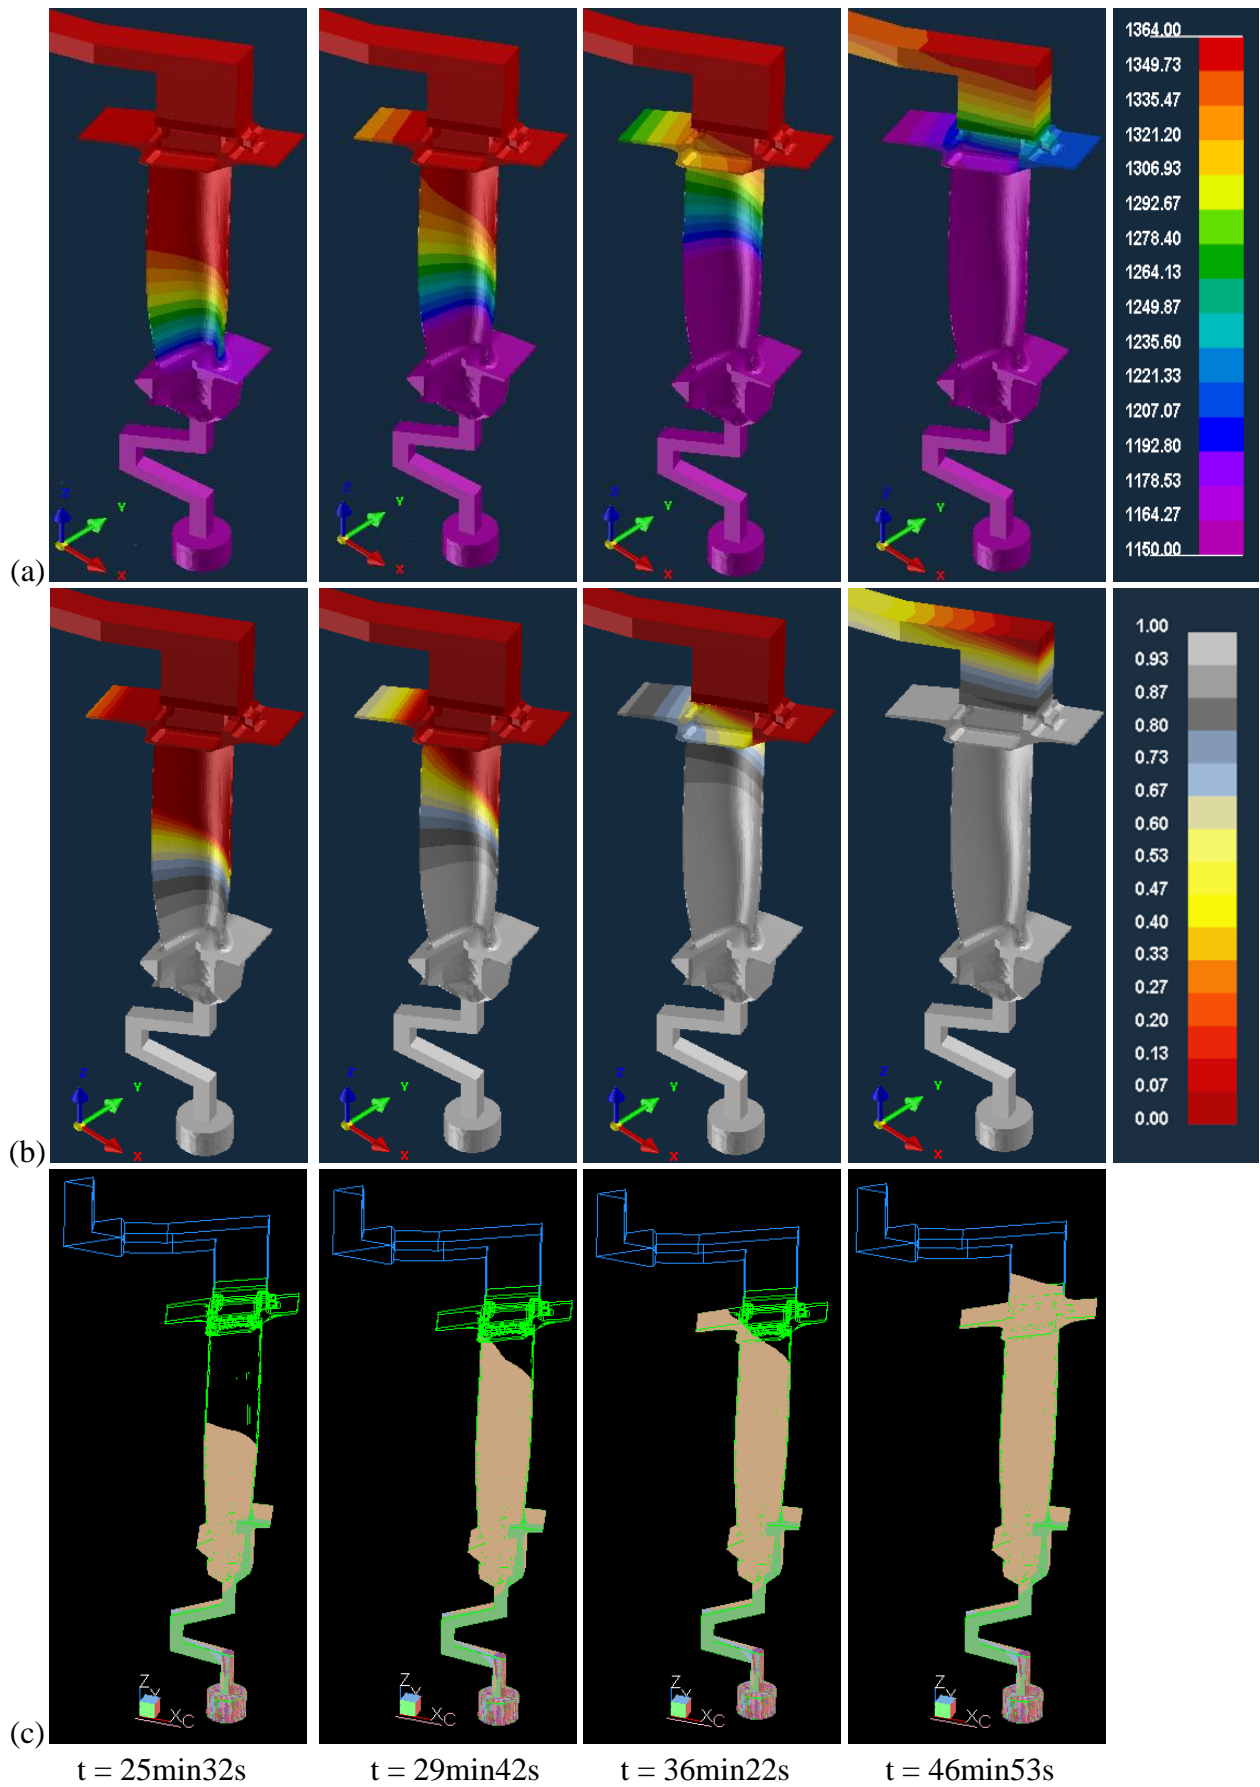 1364.00
1349.73
1335.47
1321.20
1306.93
1292.67
1278.40
1264.13
1249.87
1235.60
1221.33
1207.07
1192.80
1178.53
1164.27
1150.00
Z Y X
Z Y X
Z Y X
Z Y X
(a)
1.00
0.93
0.87
0.80
0.73
0.67
0.60
0.53
0.47
0.40
0.33
0.27
0.20
0.13
0.07
0.00
Z Y X
Z Y X
Z Y X
Z Y X
(b)
Z Y X C
Z Y X C
Z Y X C
Z Y X C
(c)
t = 25min32s t = 29min42s t = 36min22s t = 46min53s